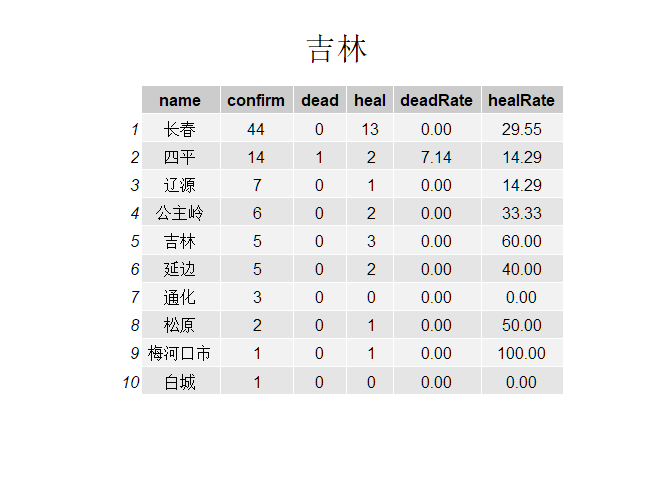 吉林
name confirm dead heal deadRate healRate
1 长春 44 0 13 0.00 29.55
2 四平 14 1 2 7.14 14.29
3 辽源 7 0 1 0.00 14.29
4 公主岭 6 0 2 0.00 33.33
5 吉林 5 0 3 0.00 60.00
6 延边 5 0 2 0.00 40.00
7 通化 3 0 0 0.00 0.00
8 松原 2 0 1 0.00 50.00
9 梅河口市 1 0 1 0.00 100.00
10 白城 1 0 0 0.00 0.00